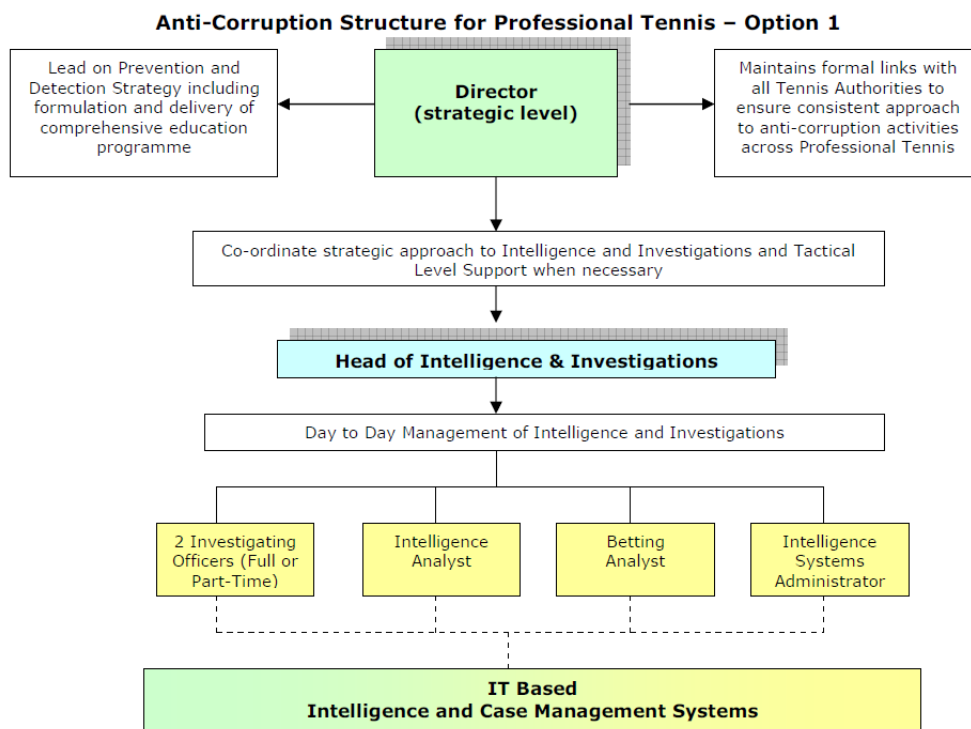 Anti-Corruption Structure for Professional Tennis – Option 1
Lead on Prevention and
Detection Strategy including
formulation and delivery of
comprehensive education
programme
Director
(strategic level)
Maintains formal links with
all Tennis Authorities to
ensure consistent approach
to anti-corruption activities
across Professional Tennis
Co-ordinate strategic approach to Intelligence and Investigations and Tactical
Level Support when necessary
Head of Intelligence & Investigations
Day to Day Management of Intelligence and Investigations
2 Investigating
Officers (Full or
Part-Time)
Intelligence
Analyst
Betting
Analyst
Intelligence
Systems
Administrator
IT Based
Intelligence and Case Management Systems